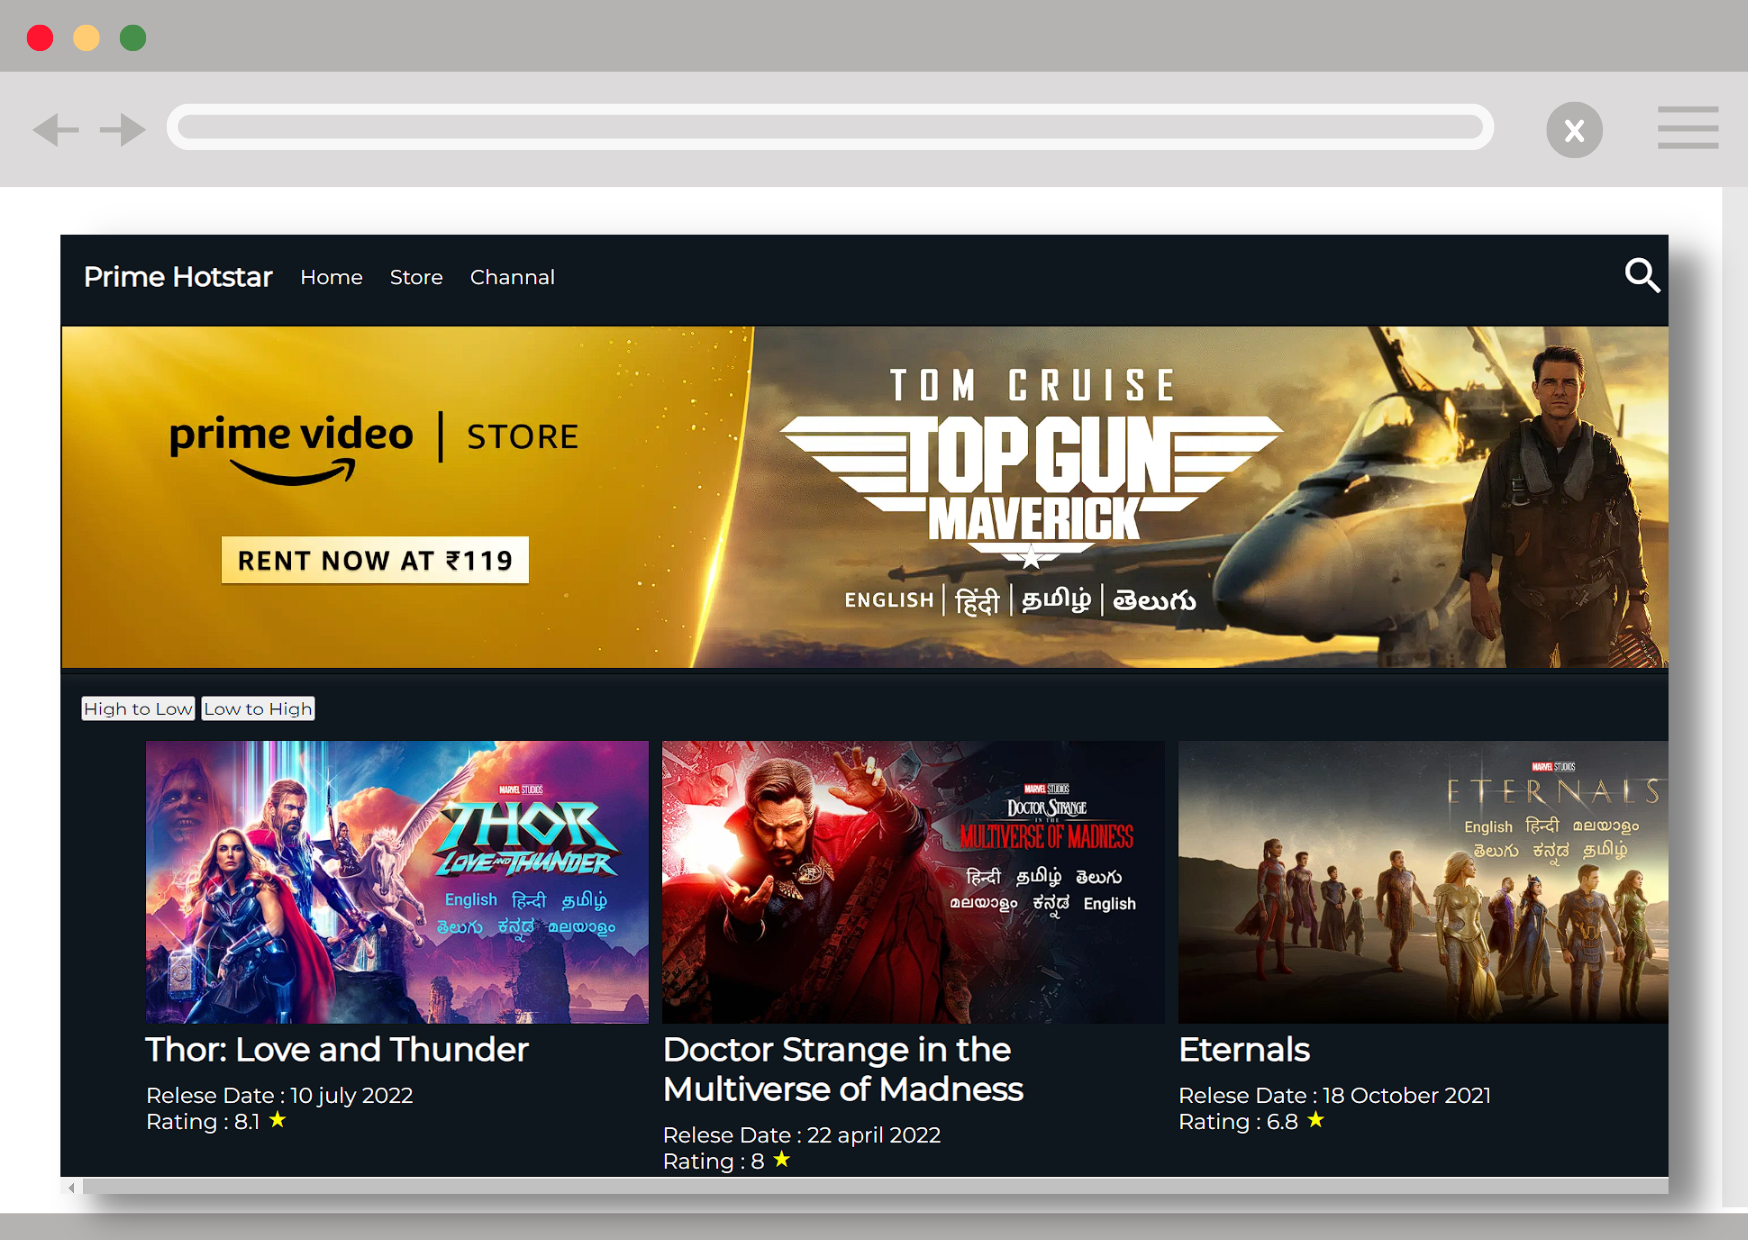 X
Prime Hotstar Home Store Channal
prime video | STORE
RENT NOW AT ₹119
TOM CRUISE
TOP GUN
MAVERICK
ENGLISH | हिंदी | தமிழ் | తెలుగు
High to Low Low to High
MARVEL STUDIOS
THOR
LOVE AND THUNDER
English हिन्दी தமிழ்
తెలుగు ಕನ್ನಡ മലയാളം
MARVEL STUDIOS
DOCTOR STRANGE
IN THE
MULTIVERSE OF MADNESS
हिन्दी தமிழ் తెలుగు
മലയാളം ಕನ್ನಡ English
MARVEL STUDIOS
ETERNALS
English हिन्दी മലയാളം
తెలుగు ಕನ್ನಡ தமிழ்
Thor: Love and Thunder
Relese Date : 10 july 2022
Rating : 8.1 ★
Doctor Strange in the
Multiverse of Madness
Relese Date : 22 april 2022
Rating : 8 ★
Eternals
Relese Date : 18 October 2021
Rating : 6.8 ★